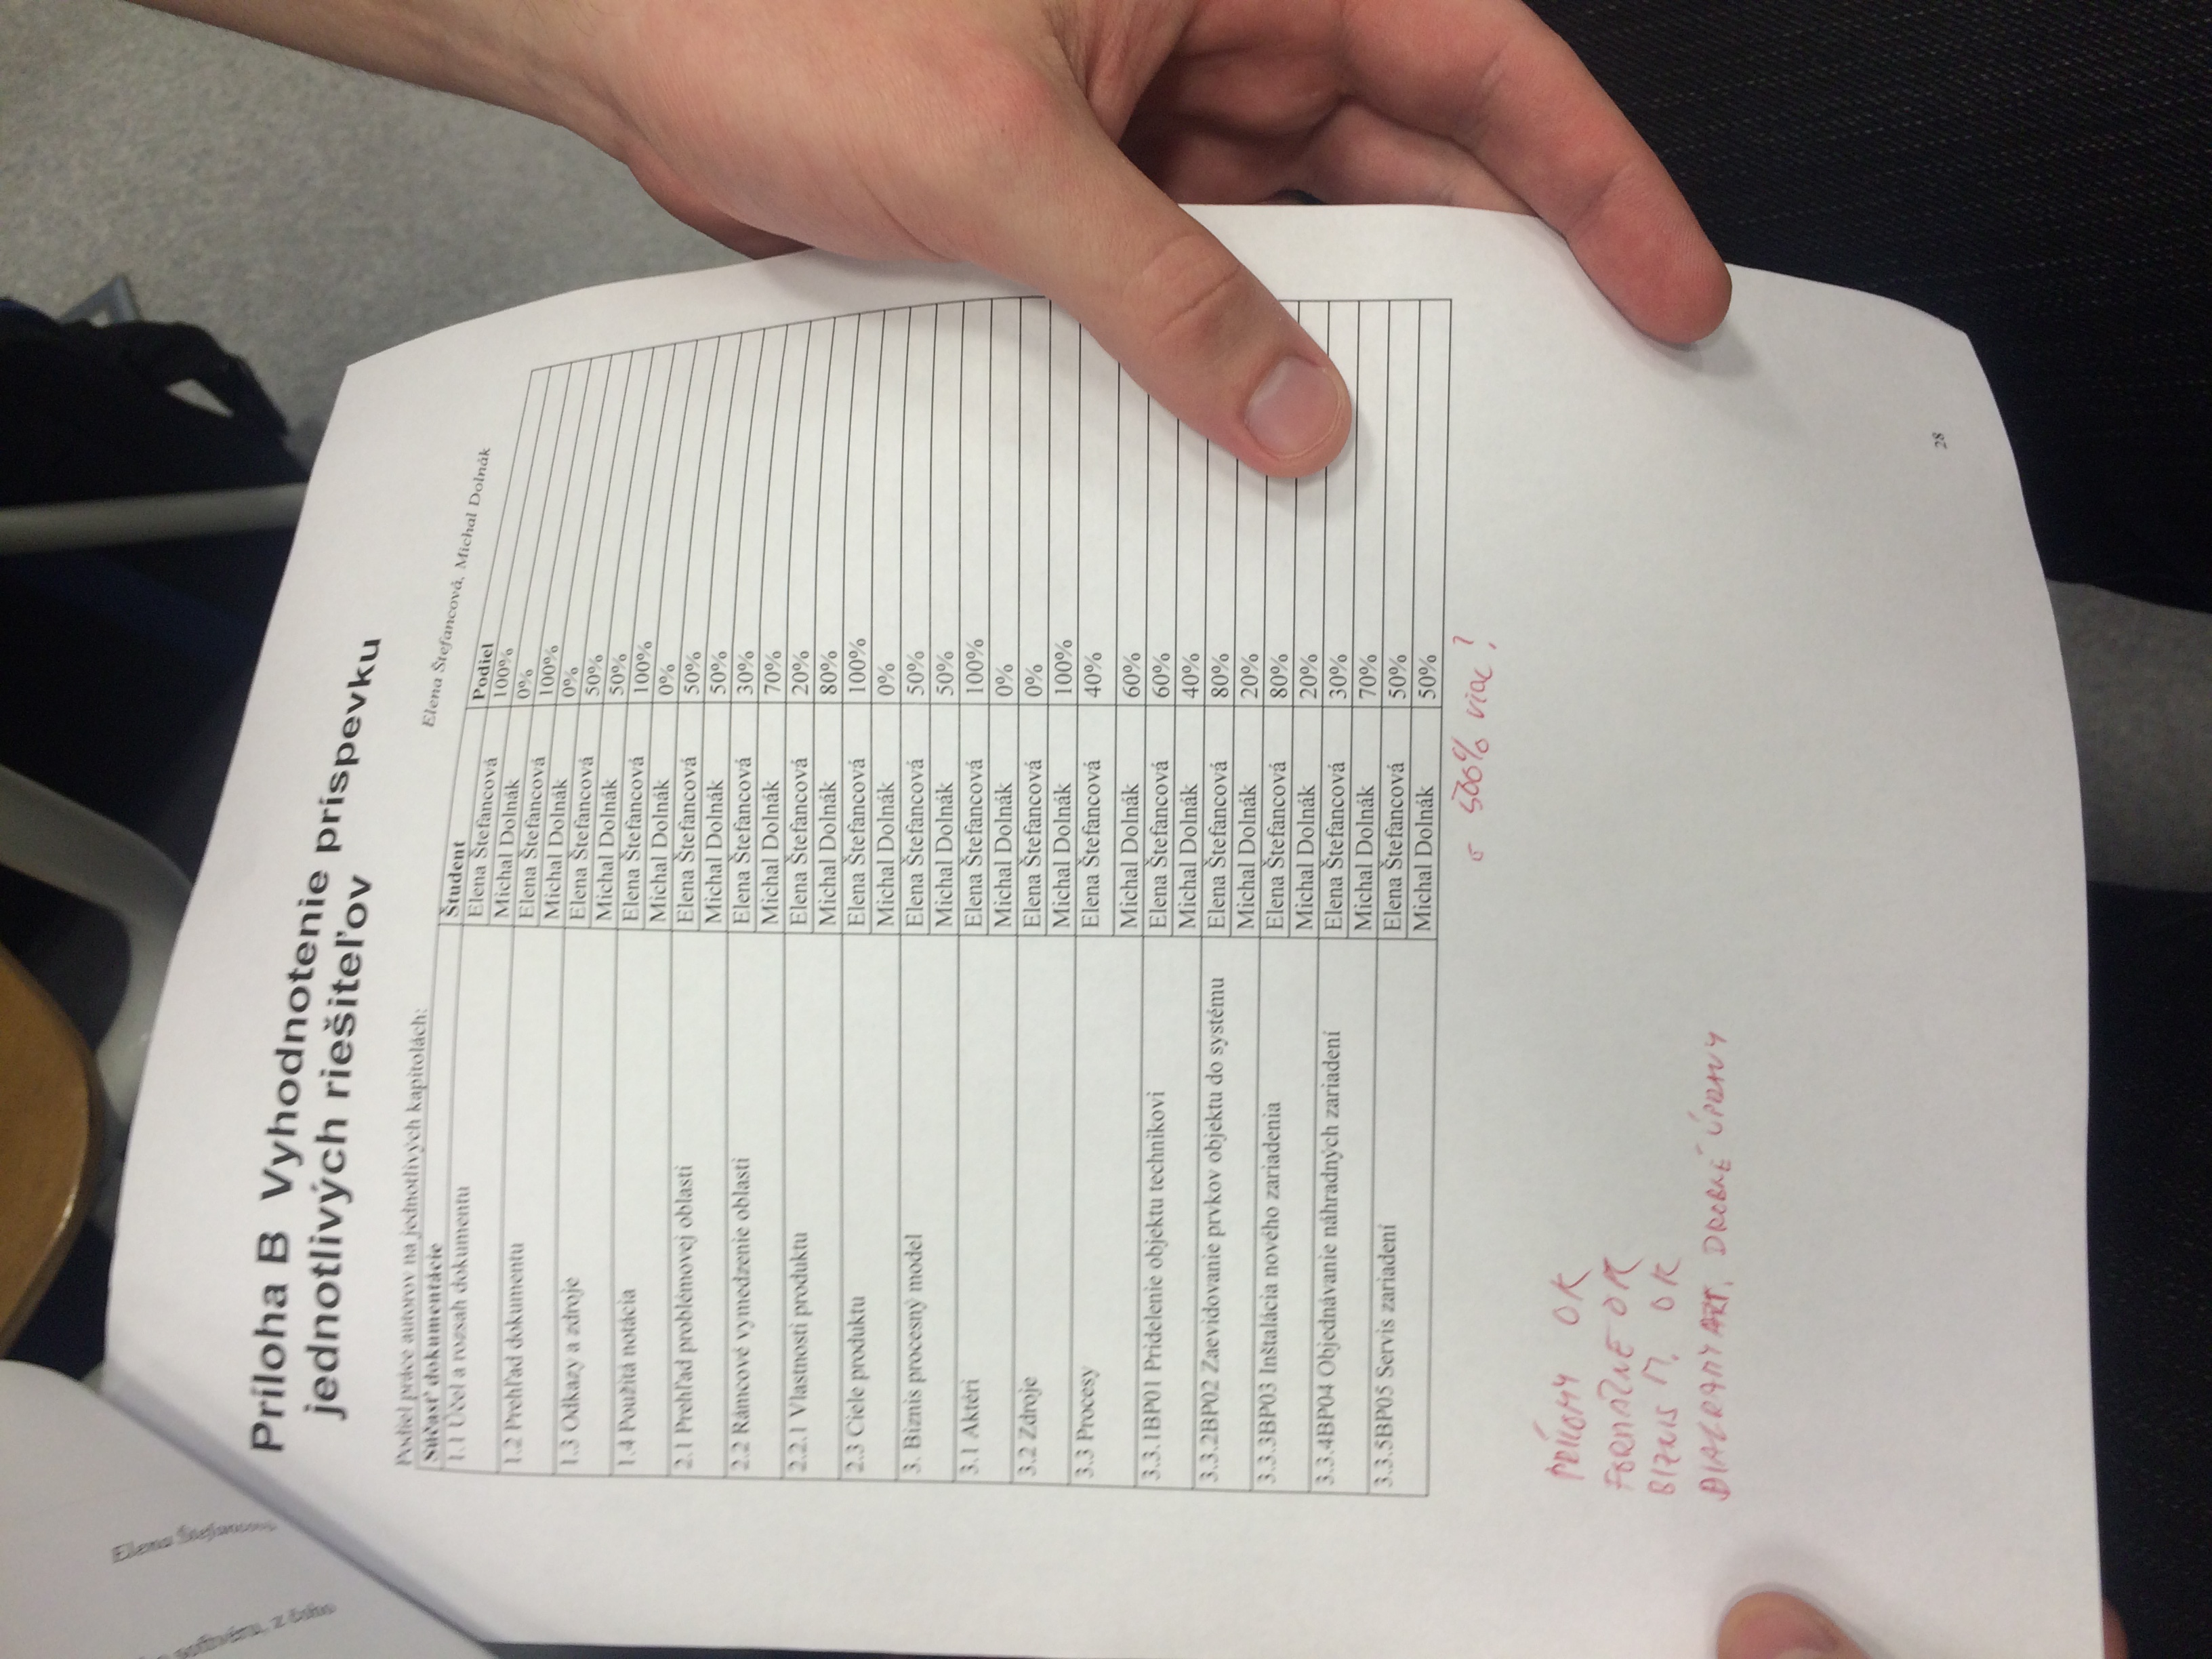 Elena Štefancová
Príloha B Vyhodnotenie príspevku
jednotlivých riešiteľov
Elena Štefancová, Michal Dolnák
Podiel práce autorov na jednotlivých kapitolách:
Súčasť dokumentácie Študent Podiel
1.1 Účel a rozsah dokumentu Elena Štefancová 100%
Michal Dolnák 0%
1.2 Prehľad dokumentu Elena Štefancová 100%
Michal Dolnák 0%
1.3 Odkazy a zdroje Elena Štefancová 50%
Michal Dolnák 50%
1.4 Použitá notácia Elena Štefancová 100%
Michal Dolnák 0%
2.1 Prehľad problémovej oblasti Elena Štefancová 50%
Michal Dolnák 50%
2.2 Rámcové vymedzenie oblasti Elena Štefancová 30%
Michal Dolnák 70%
2.2.1 Vlastnosti produktu Elena Štefancová 20%
Michal Dolnák 80%
2.3 Ciele produktu Elena Štefancová 100%
Michal Dolnák 0%
3. Biznis procesný model Elena Štefancová 50%
Michal Dolnák 50%
3.1 Aktéri Elena Štefancová 100%
Michal Dolnák 0%
3.2 Zdroje Elena Štefancová 0%
Michal Dolnák 100%
3.3 Procesy Elena Štefancová 40%
Michal Dolnák 60%
3.3.1BP01 Pridelenie objektu technikovi Elena Štefancová 60%
Michal Dolnák 40%
3.3.2BP02 Zaevidovanie prvkov objektu do systému Elena Štefancová 80%
Michal Dolnák 20%
3.3.3BP03 Inštalácia nového zariadenia Elena Štefancová 80%
Michal Dolnák 20%
3.3.4BP04 Objednávanie náhradných zariadení Elena Štefancová 30%
Michal Dolnák 70%
3.3.5BP05 Servis zariadení Elena Štefancová 50%
Michal Dolnák 50%
500% viac?
PRÍLOHY OK
FORMÁLNE OK
BIZNIS M. OK
DIAGRAMY AKT. DROBNÉ ÚPRAVY
28